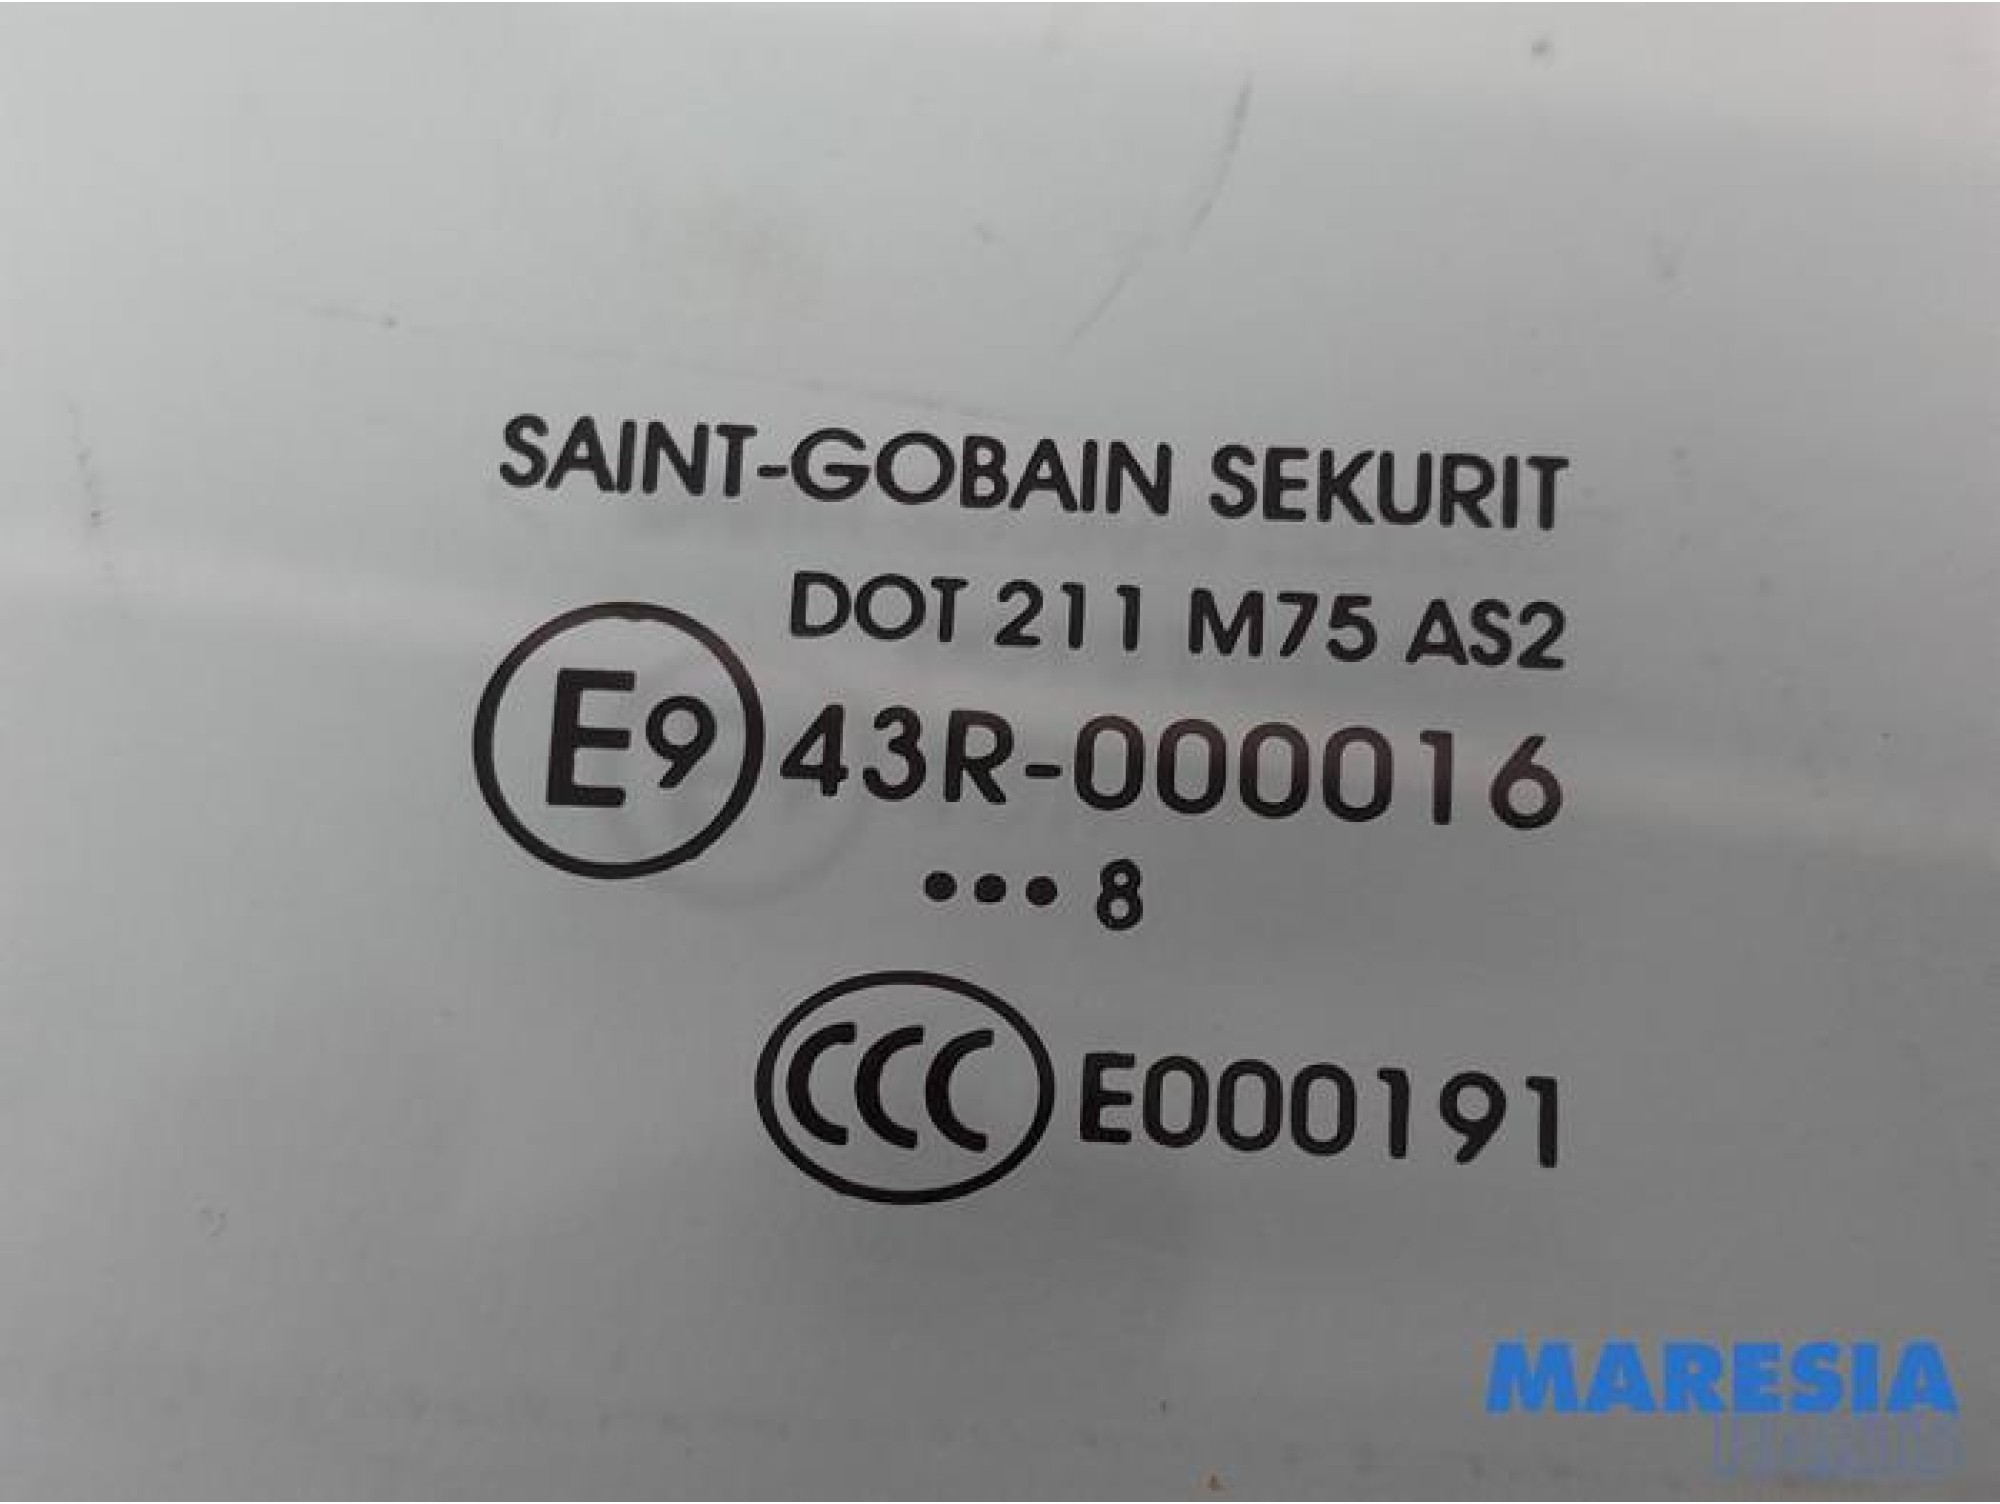 SAINT-GOBAIN SEKURIT
DOT 211 M75 AS2
E9 43R-000016
••• 8
CCC E000191
MARESIA